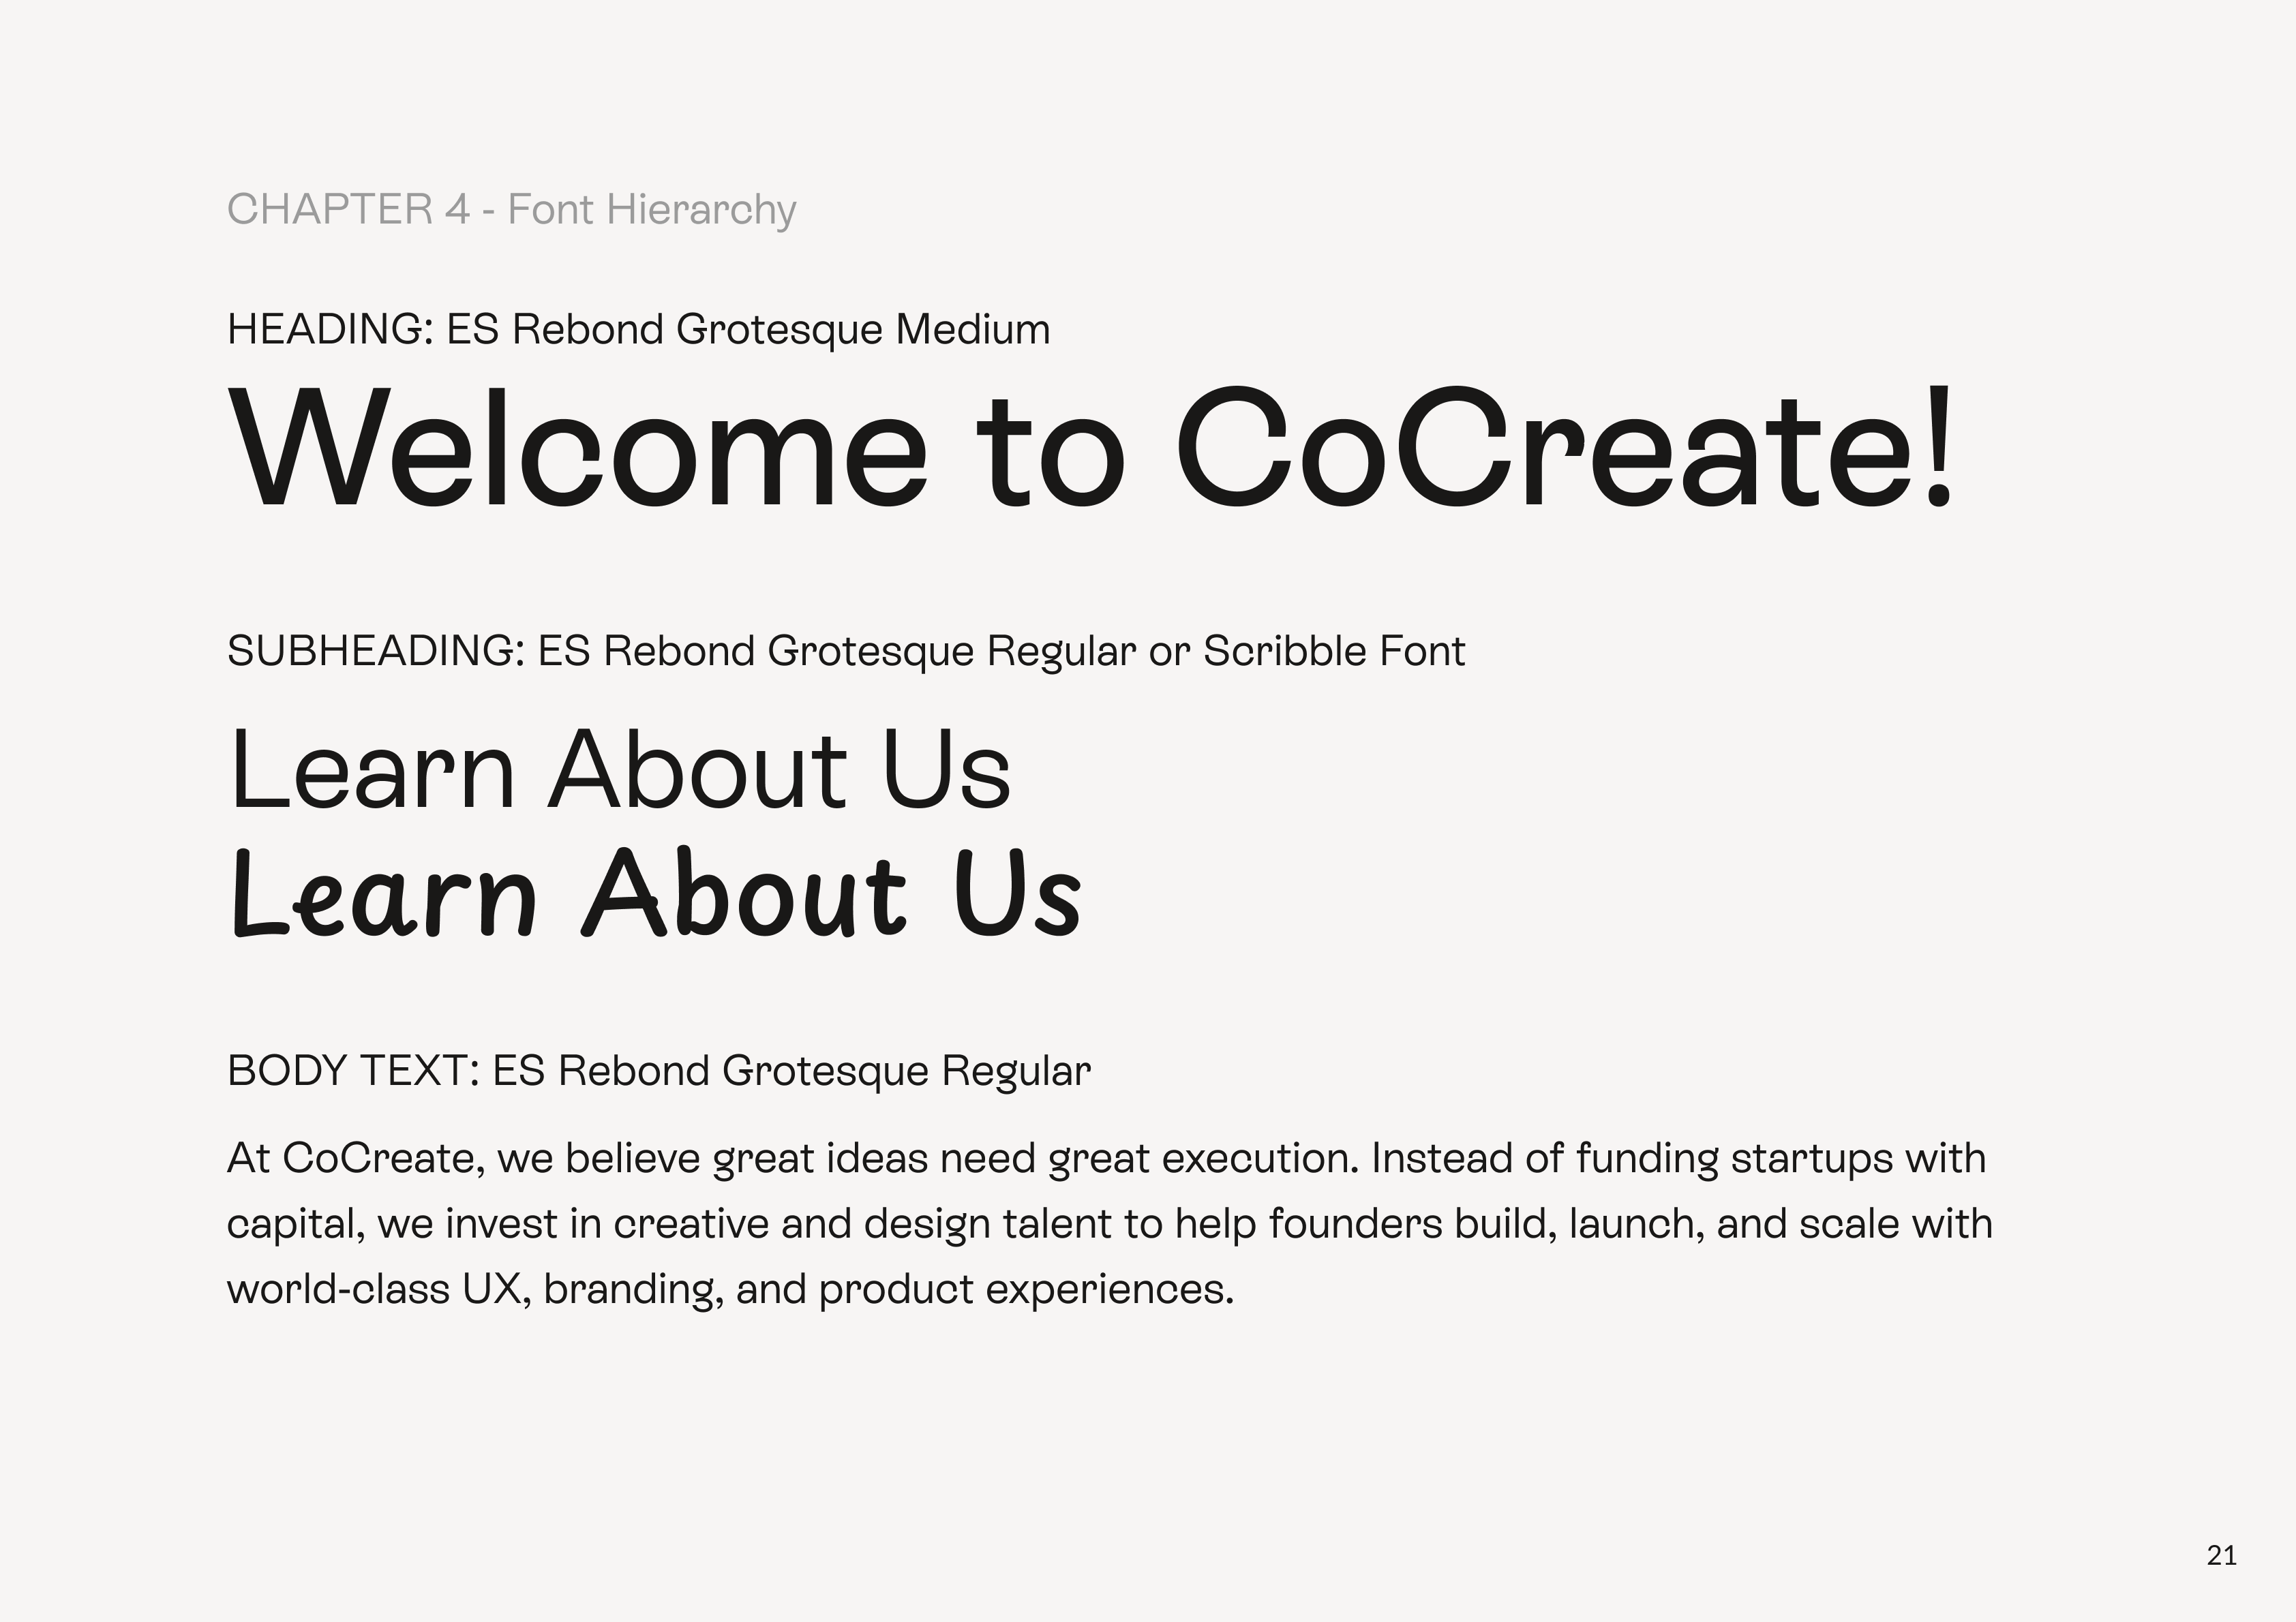 CHAPTER 4 - Font Hierarchy
HEADING: ES Rebond Grotesque Medium
Welcome to CoCreate!
SUBHEADING: ES Rebond Grotesque Regular or Scribble Font
Learn About Us
Learn About Us
BODY TEXT: ES Rebond Grotesque Regular
At CoCreate, we believe great ideas need great execution. Instead of funding startups with
capital, we invest in creative and design talent to help founders build, launch, and scale with
world-class UX, branding, and product experiences.
21